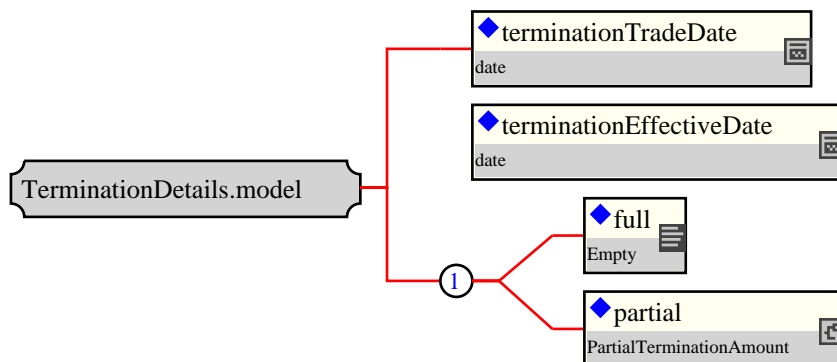 terminationTradeDate
date
terminationEffectiveDate
date
TerminationDetails.model
full
Empty
1
partial
PartialTerminationAmount